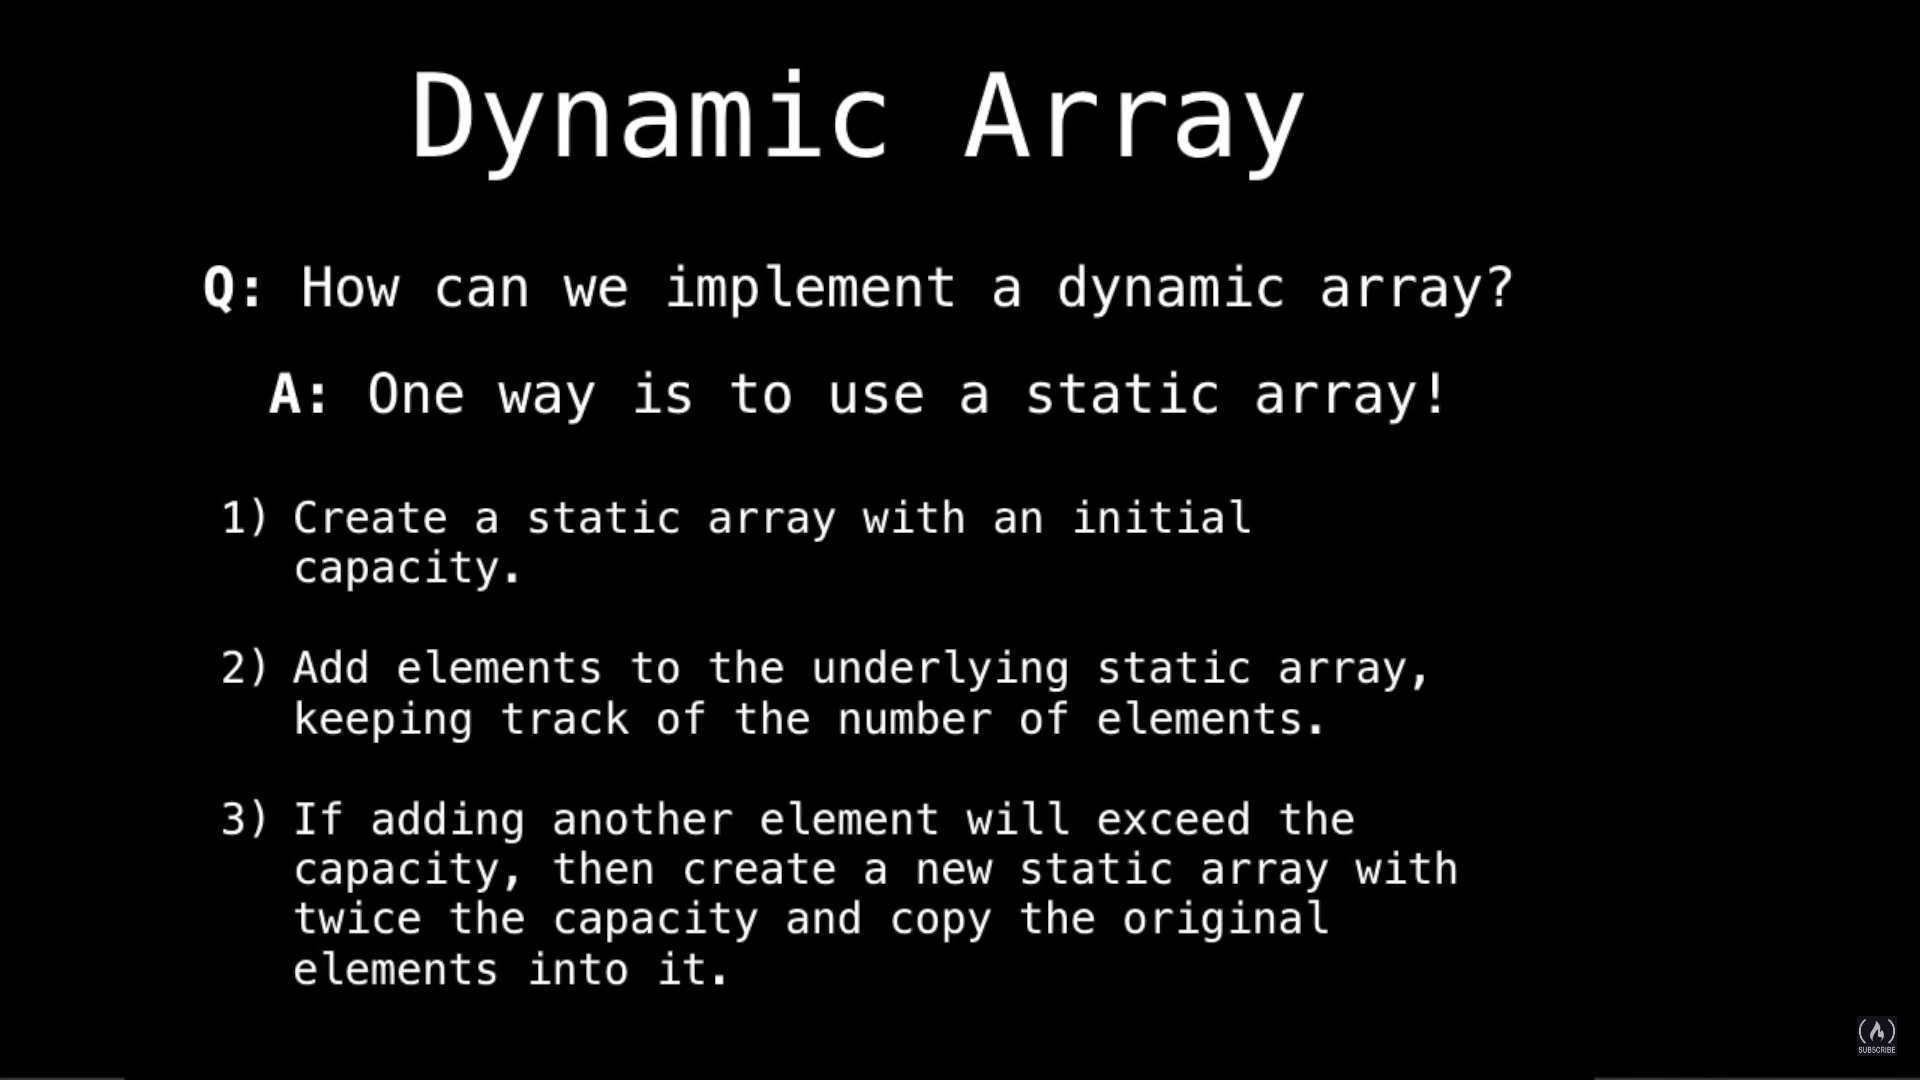 Dynamic Array
Q: How can we implement a dynamic array?
A: One way is to use a static array!
1) Create a static array with an initial
capacity.
2) Add elements to the underlying static array,
keeping track of the number of elements.
3) If adding another element will exceed the
capacity, then create a new static array with
twice the capacity and copy the original
elements into it.
SUBSCRIBE